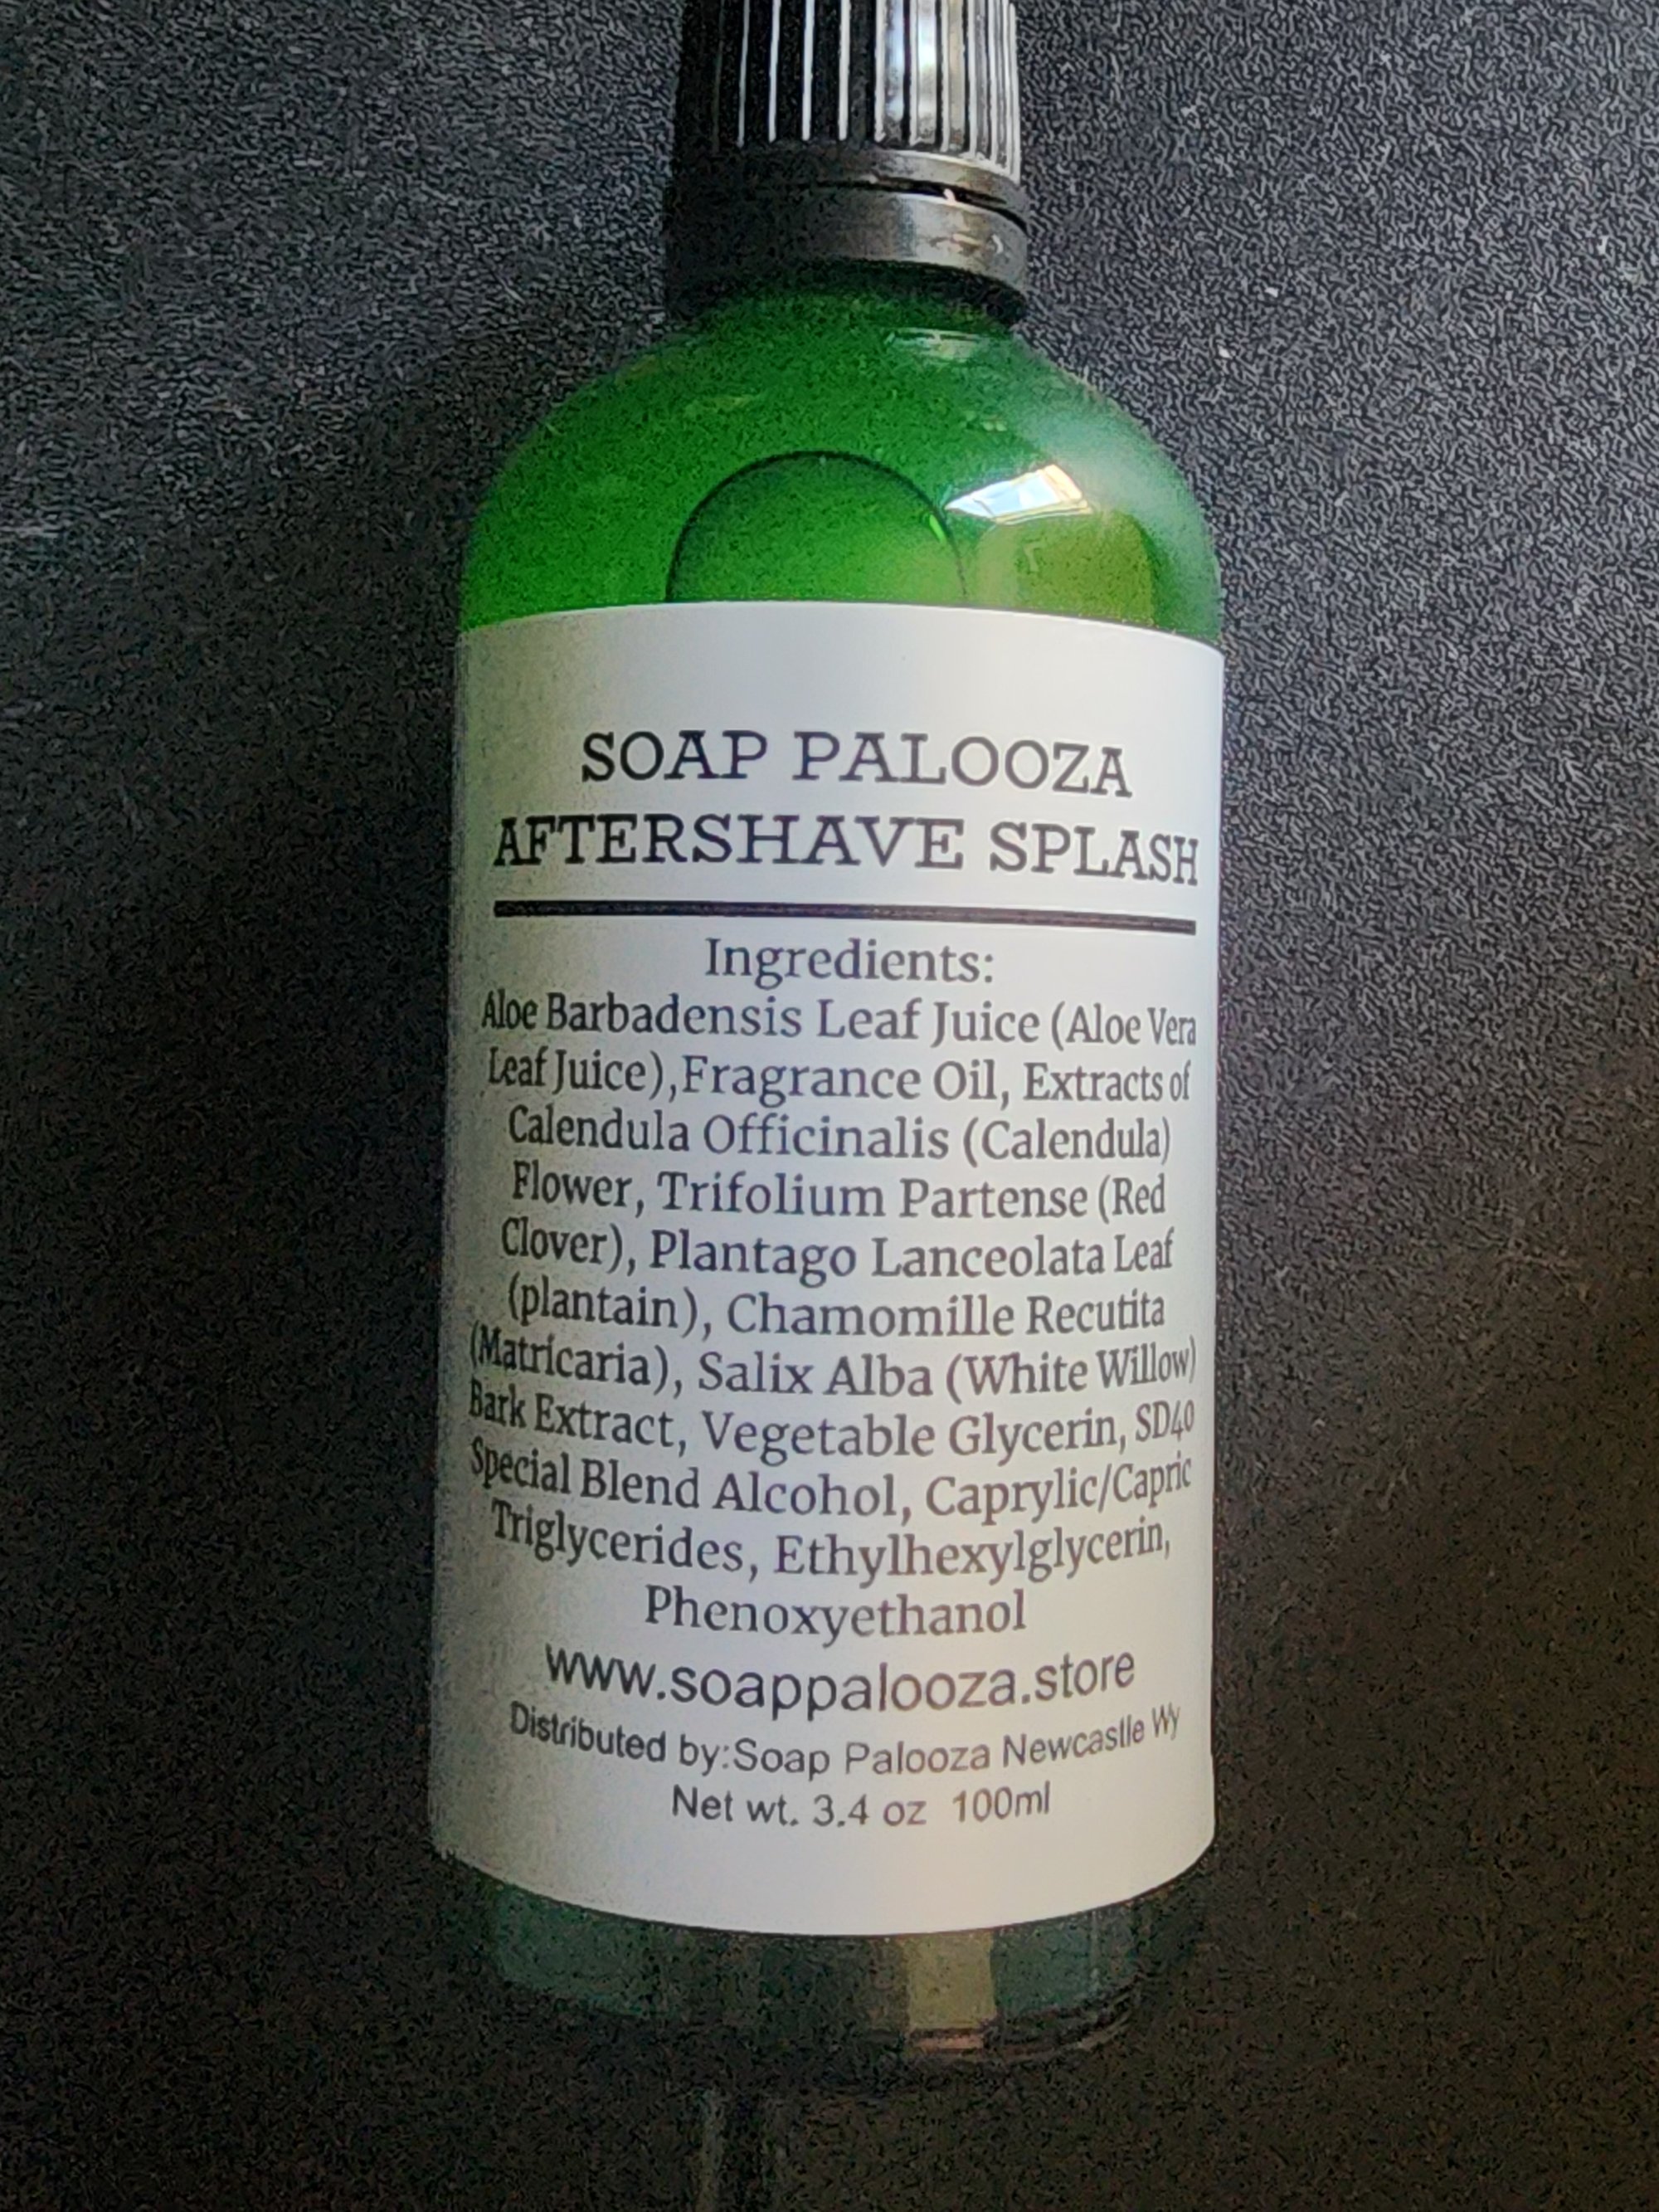 SOAP PALOOZA
AFTERSHAVE SPLASH
Ingredients:
Aloe Barbadensis Leaf Juice (Aloe Vera
Leaf Juice),Fragrance Oil, Extracts of
Calendula Officinalis (Calendula)
Flower, Trifolium Partense (Red
Clover), Plantago Lanceolata Leaf
(plantain), Chamomille Recutita
(Matricaria), Salix Alba (White Willow)
Bark Extract, Vegetable Glycerin, SD40
Special Blend Alcohol, Caprylic/Capric
Triglycerides, Ethylhexylglycerin,
Phenoxyethanol
www.soappalooza.store
Distributed by:Soap Palooza Newcastle Wy
Net wt. 3.4 oz 100ml